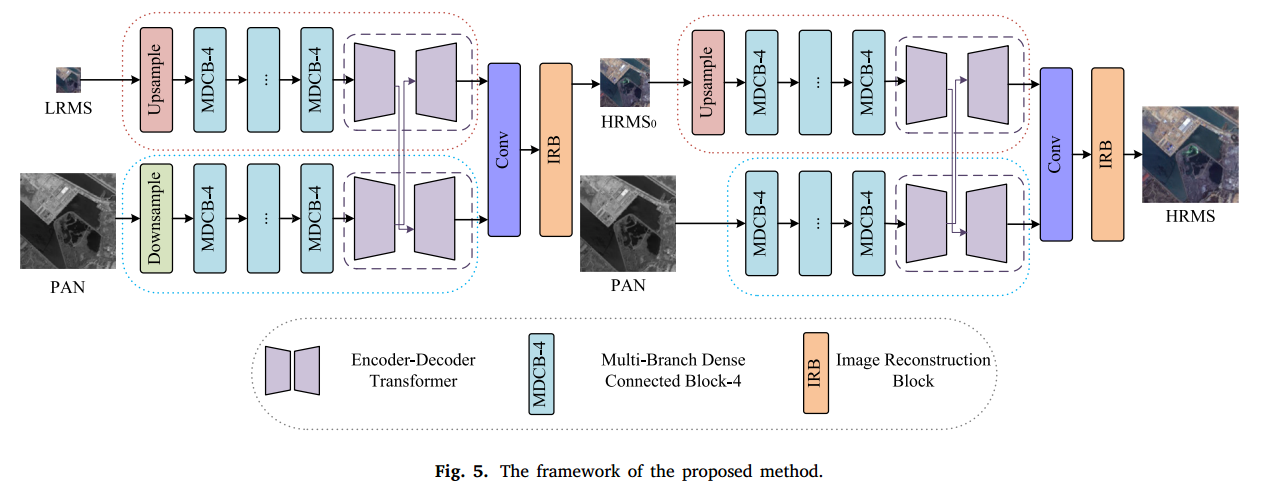 LRMS
Upsample
MDCB-4
...
MDCB-4
PAN
Downsample
MDCB-4
...
MDCB-4
Conv
IRB
HRMS₀
Upsample
MDCB-4
...
MDCB-4
PAN
MDCB-4
...
MDCB-4
Conv
IRB
HRMS
Encoder-Decoder
Transformer
MDCB-4
Multi-Branch Dense
Connected Block-4
IRB
Image Reconstruction
Block
Fig. 5. The framework of the proposed method.